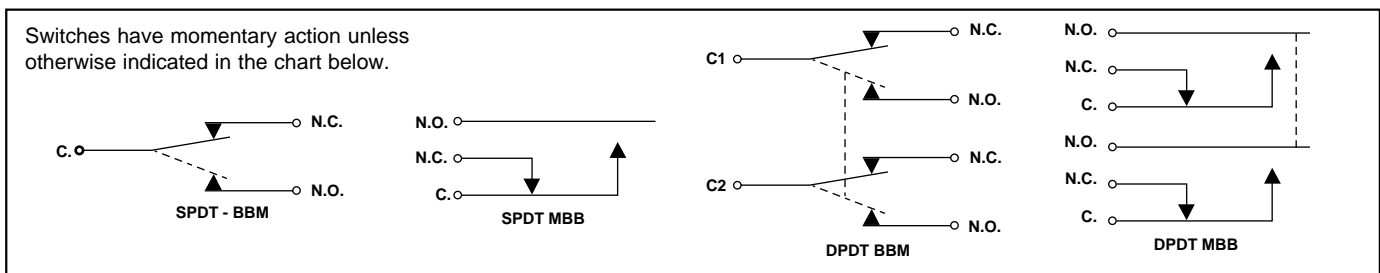 Switches have momentary action unless
otherwise indicated in the chart below.
N.C.
C.
N.O.
SPDT - BBM
N.O.
N.C.
C.
SPDT MBB
N.C.
C1
N.O.
N.C.
C2
N.O.
DPDT BBM
N.O.
N.C.
C.
N.O.
N.C.
C.
DPDT MBB